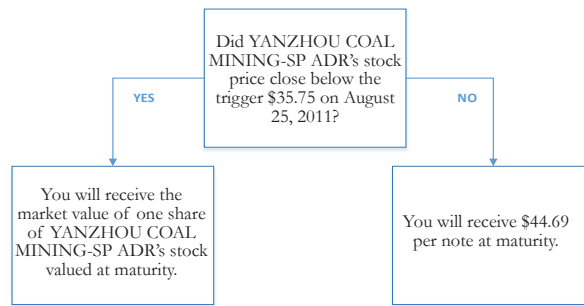 Did YANZHOU COAL
MINING-SP ADR's stock
price close below the
trigger $35.75 on August
25, 2011?
YES
NO
You will receive the
market value of one share
of YANZHOU COAL
MINING-SP ADR's stock
valued at maturity.
You will receive $44.69
per note at maturity.